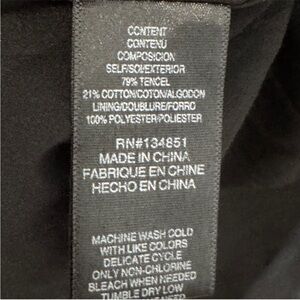 CONTENT
CONTENU
COMPOSICION
SELF/SOI/EXTERIOR
79% TENCEL
21% COTTON/COTON/ALGODON
LINING/DOUBLURE/FORRO
100% POLYESTER/POLIESTER
RN#134851
MADE IN CHINA
FABRIQUE EN CHINE
HECHO EN CHINA
MACHINE WASH COLD
WITH LIKE COLORS
DELICATE CYCLE
ONLY NON-CHLORINE
BLEACH WHEN NEEDED
TUMBLE DRY LOW